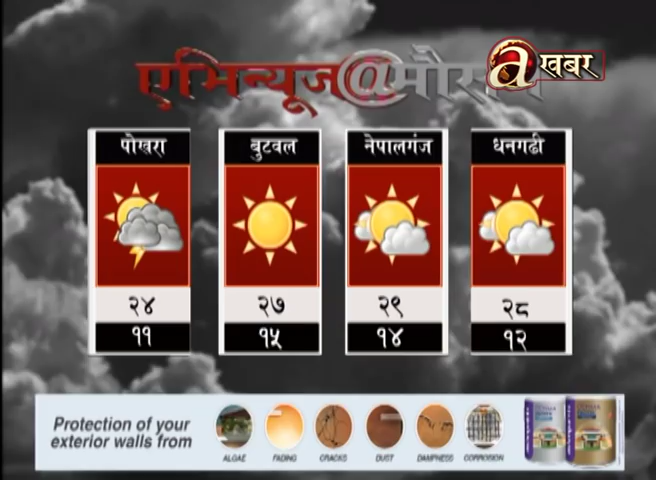 एभिन्यूज@मौसम
a खबर
पोखरा
बुटवल
नेपालगंज
धनगढी
२४
२७
२९
२८
११
१५
१४
१२
Protection of your
exterior walls from
ALGAE
FADING
CRACKS
DUST
DAMPNESS
CORROSION